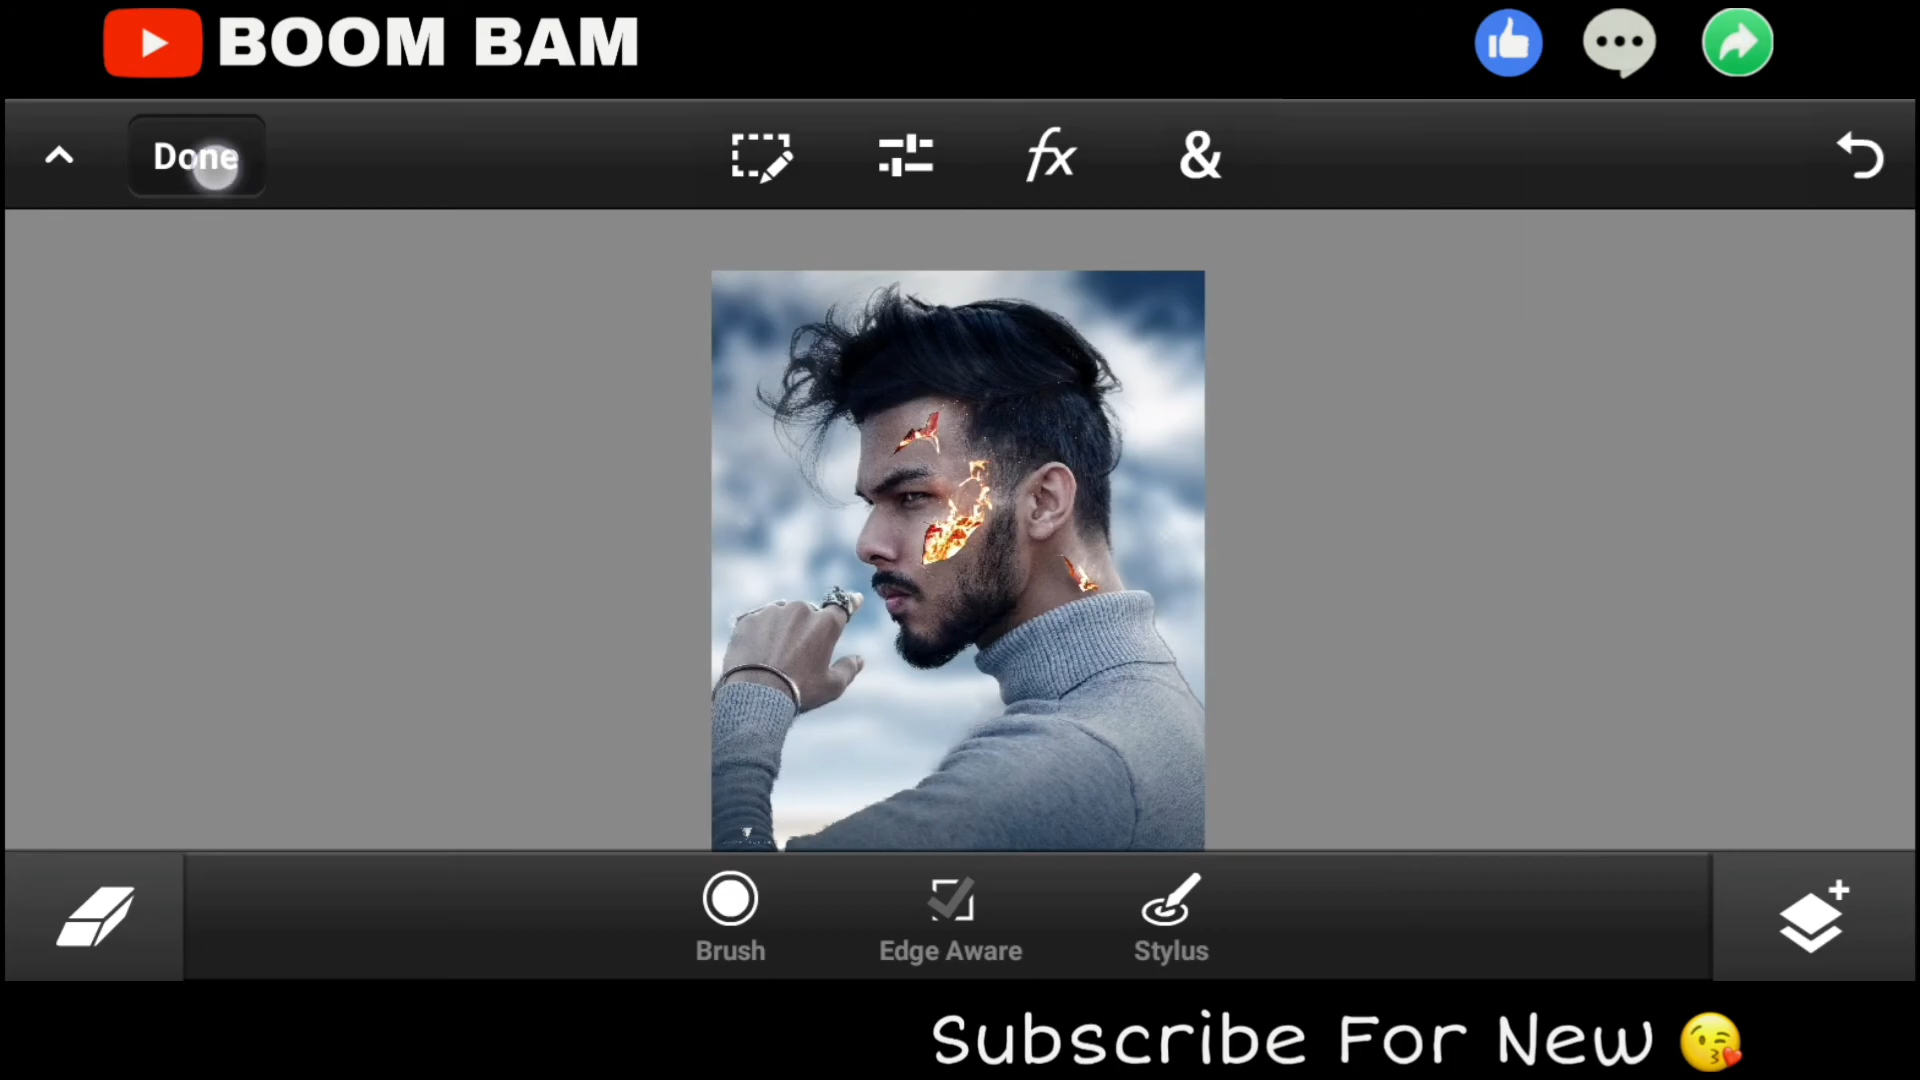 BOOM BAM
Done
fx
&
Brush
Edge Aware
Stylus
Subscribe For New 😘